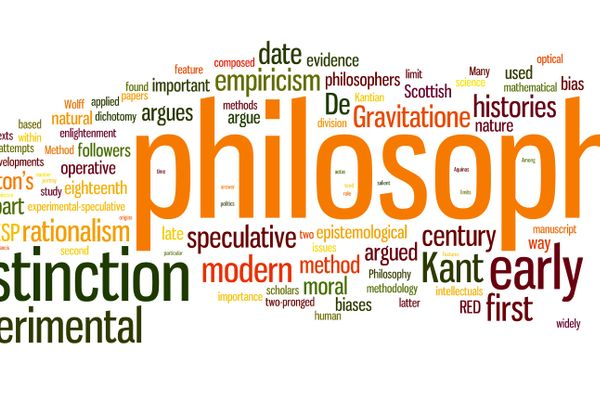 date
evidence
optical
feature
composed
found
important
empiricism
philosophers
limit
Many
science
used
mathematical
bias
Scottish
Kantian
Wolff
applied
papers
dichotomy
argues
methods
argue
De
division
Gravitatione
histories
nature
based
natural
within
enlightenment
attempts
Method
followers
operative
philosoph
Among
Aquinas
salient
politics
limits
ton's
study
eighteenth
part
experimental-speculative
origins
SP
rationalism
late
speculative
two
epistemological
issues
century
manuscript
way
second
particular
stinction
modern
method
argued
Kant
early
Philosophy
methodology
moral
importance
scholars
two-pronged
biases
latter
intellectuals
RED
first
human
widely
erimental